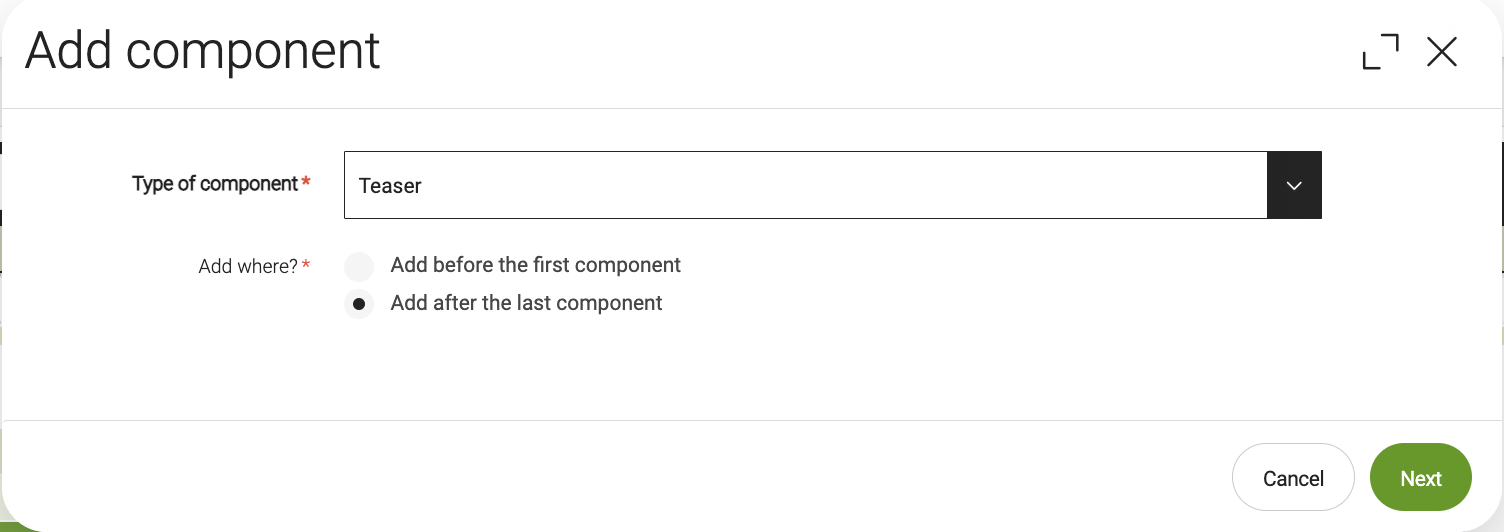 Add component
Type of component*
Teaser
Add where?*
Add before the first component
Add after the last component
Cancel
Next